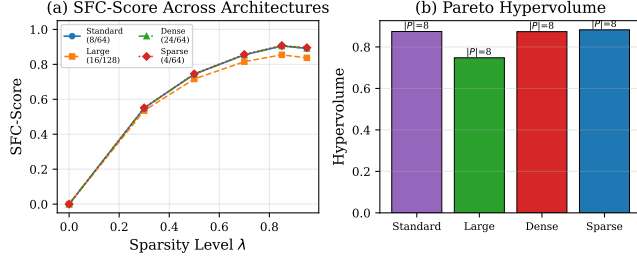 (a) SFC-Score Across Architectures
SFC-Score
1.0
0.8
0.6
0.4
0.2
0.0
Standard
(8/64)
Large
(16/128)
Dense
(24/64)
Sparse
(4/64)
0.0 0.2 0.4 0.6 0.8
Sparsity Level λ
(b) Pareto Hypervolume
Hypervolume
0.8
0.6
0.4
0.2
0.0
|P|=8
|P|=8
|P|=8
|P|=8
Standard Large Dense Sparse